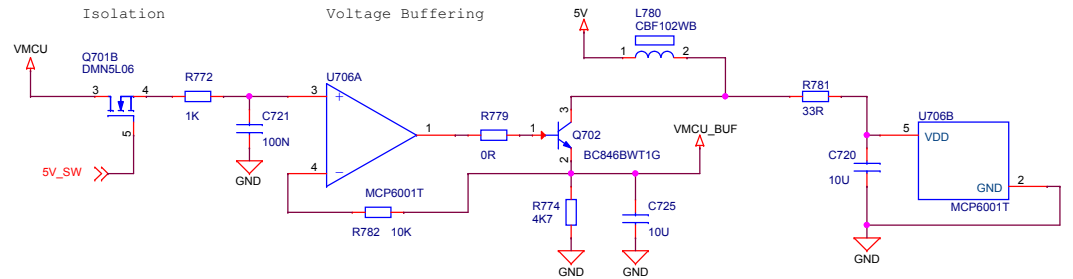 Isolation
Voltage Buffering
VMCU
Q701B
DMN5L06
3
4
5
5V_SW
R772
1K
C721
100N
GND
U706A
3
+
4
−
1
MCP6001T
R782
10K
R779
0R
1
3
2
Q702
BC846BWT1G
5V
L780
CBF102WB
1
2
VMCU_BUF
R774
4K7
GND
C725
10U
GND
R781
33R
C720
10U
GND
U706B
5
VDD
GND
2
MCP6001T